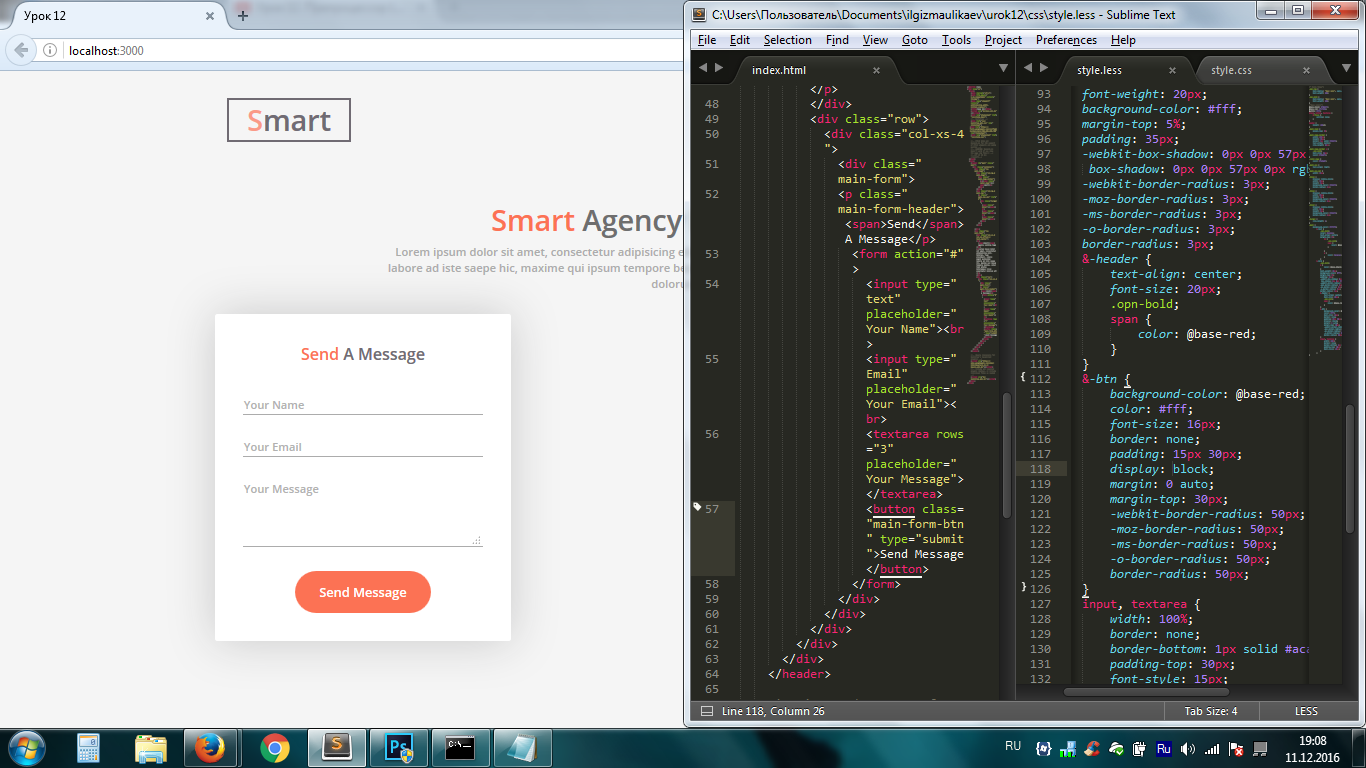 Урок 12
localhost:3000
Smart
Smart Agency
Lorem ipsum dolor sit amet, consectetur adipisicing e
labore ad iste saepe hic, maxime qui ipsum tempore be
doloru
Send A Message
Your Name
Your Email
Your Message
Send Message
C:\Users\Пользователь\Documents\ilgizmaulikaev\urok12\css\style.less - Sublime Text
File Edit Selection Find View Goto Tools Project Preferences Help
index.html
</p>
48 </div>
49 <div class="row">
50 <div class="col-xs-4
">
51 <div class="
main-form">
52 <p class="
main-form-header">
<span>Send</span>
A Message</p>
53 <form action="#"
>
54 <input type="
text"
placeholder="
Your Name"><br
>
55 <input type="
Email"
placeholder="
Your Email"><
br>
56 <textarea rows
="3"
placeholder="
Your Message">
</textarea>
57 <button class=
"main-form-btn
" type="submit
">Send Message
</button>
58 </form>
59 </div>
60 </div>
61 </div>
62 </div>
63 </div>
64 </header>
65
style.less
style.css
93 font-weight: 20px;
94 background-color: #fff;
95 margin-top: 5%;
96 padding: 35px;
97 -webkit-box-shadow: 0px 0px 57px
98 box-shadow: 0px 0px 57px 0px rg
99 -webkit-border-radius: 3px;
100 -moz-border-radius: 3px;
101 -ms-border-radius: 3px;
102 -o-border-radius: 3px;
103 border-radius: 3px;
104 &-header {
105 text-align: center;
106 font-size: 20px;
107 .opn-bold;
108 span {
109 color: @base-red;
110 }
111 }
112 &-btn {
113 background-color: @base-red;
114 color: #fff;
115 font-size: 16px;
116 border: none;
117 padding: 15px 30px;
118 display: block;
119 margin: 0 auto;
120 margin-top: 30px;
121 -webkit-border-radius: 50px;
122 -moz-border-radius: 50px;
123 -ms-border-radius: 50px;
124 -o-border-radius: 50px;
125 border-radius: 50px;
126 }
127 input, textarea {
128 width: 100%;
129 border: none;
130 border-bottom: 1px solid #aca
131 padding-top: 30px;
132 font-style: 15px;
Line 118, Column 26
Tab Size: 4
LESS
Ps
C:\_
RU
Ru
19:08
11.12.2016